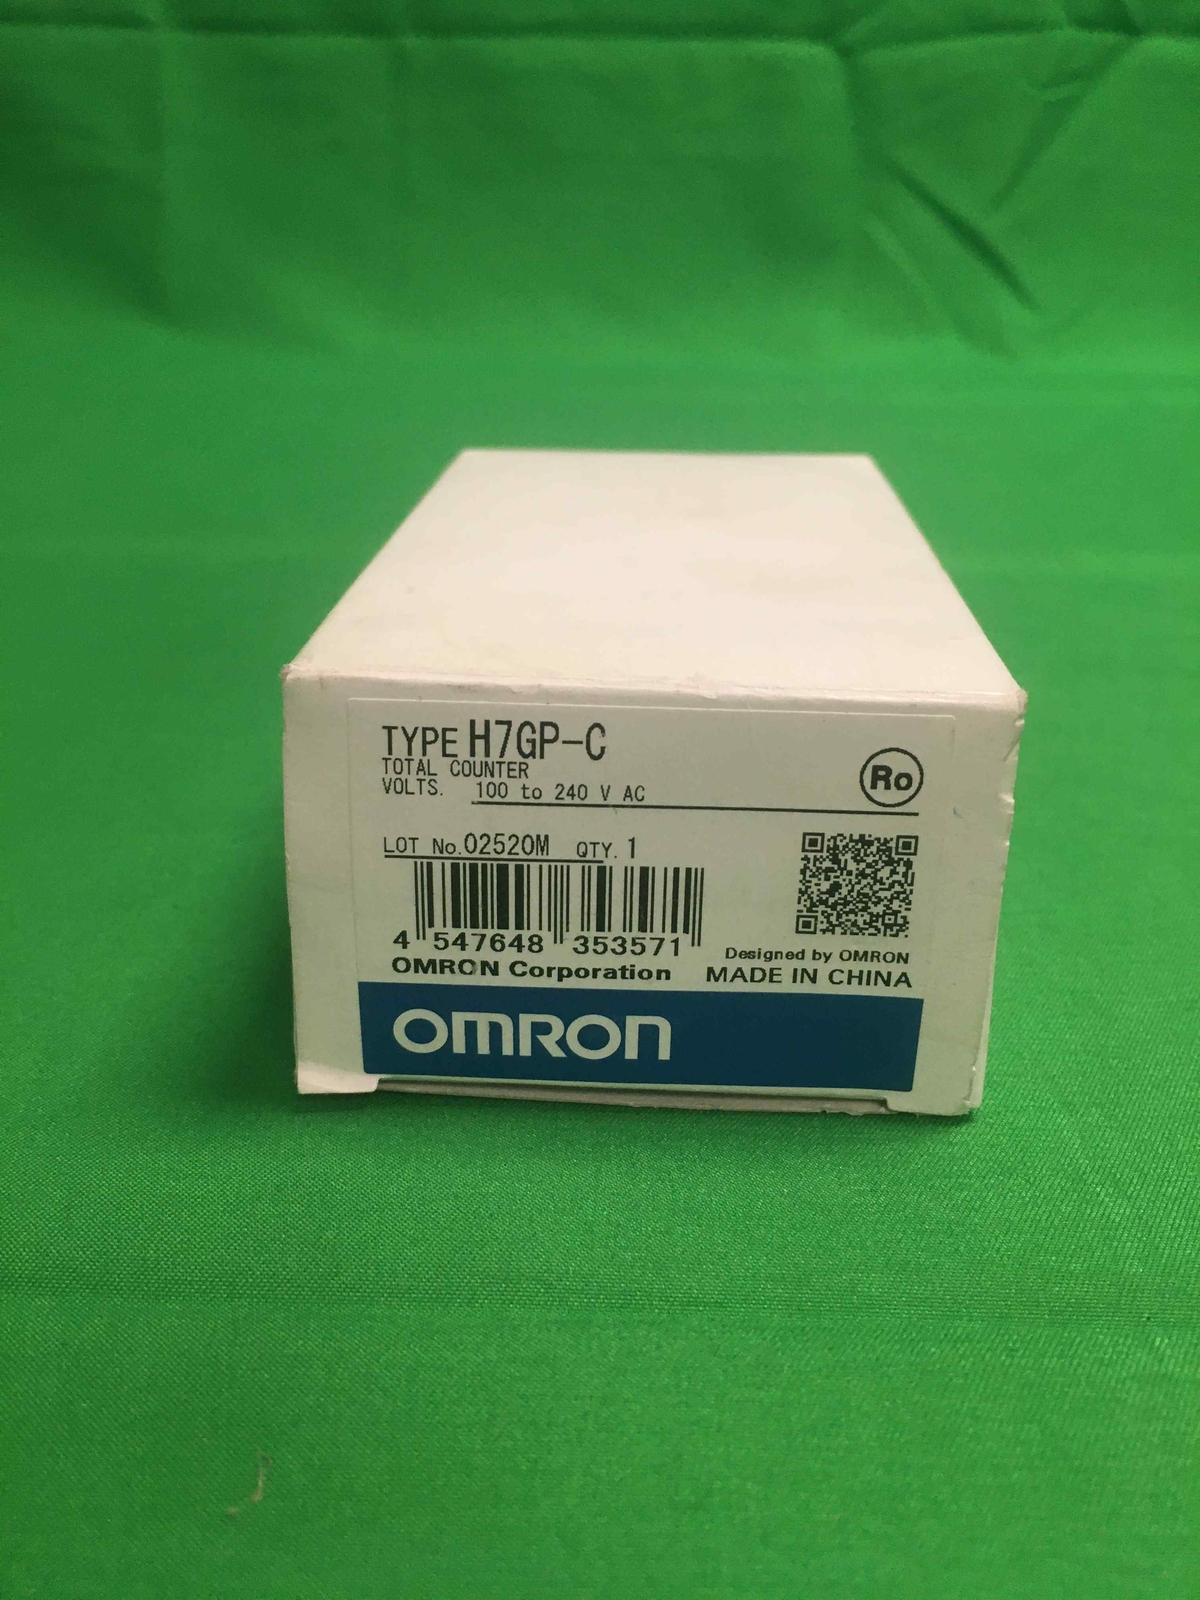 TYPE H7GP-C
TOTAL COUNTER
VOLTS. 100 to 240 V AC
Ro
LOT No.02520M QTY. 1
4 547648 353571
Designed by OMRON
OMRON Corporation MADE IN CHINA
OMRON